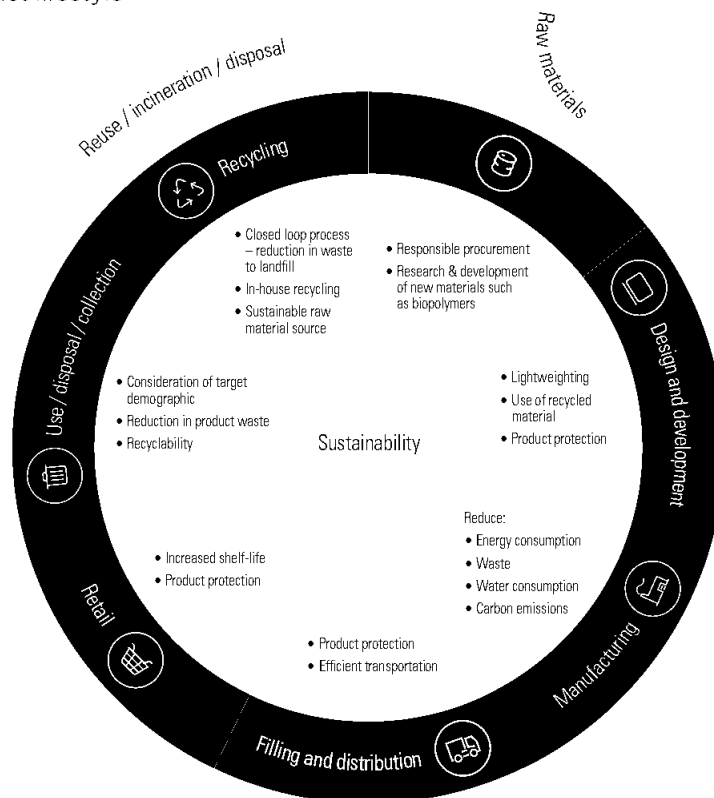 Reuse / incineration / disposal
Raw materials
Recycling
• Closed loop process
– reduction in waste
to landfill
• In-house recycling
• Sustainable raw
material source
• Responsible procurement
• Research & development
of new materials such
as biopolymers
Design and development
• Lightweighting
• Use of recycled
material
• Product protection
Use / disposal / collection
• Consideration of target
demographic
• Reduction in product waste
• Recyclability
Sustainability
Reduce:
• Energy consumption
• Waste
• Water consumption
• Carbon emissions
Manufacturing
Retail
• Increased shelf-life
• Product protection
• Product protection
• Efficient transportation
Filling and distribution